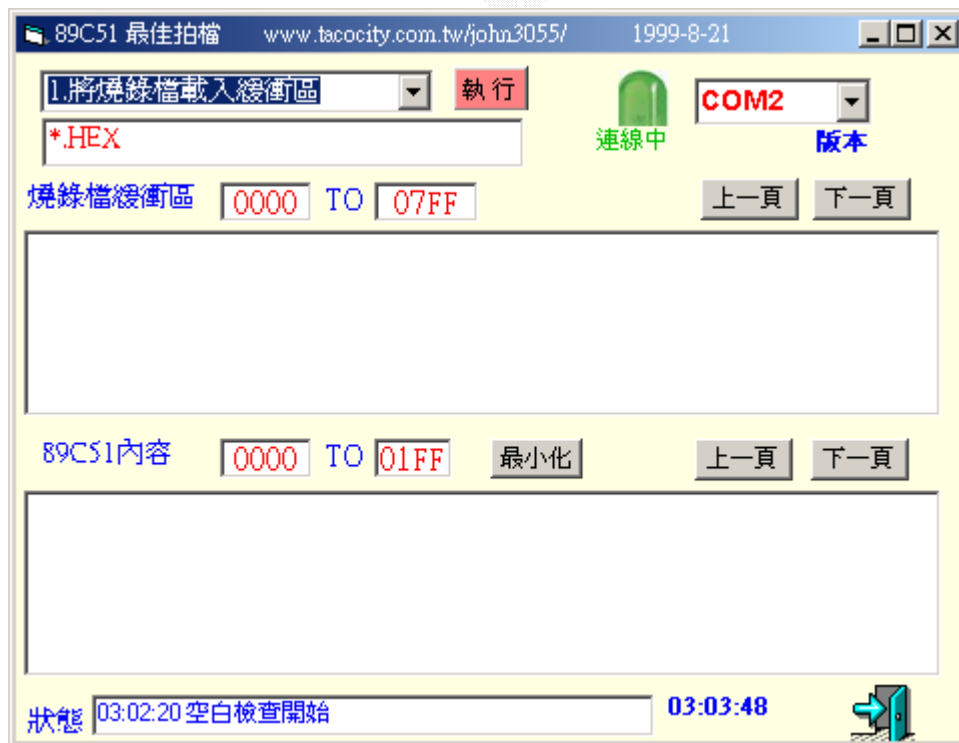 89C51 最佳拍檔 www.tacocity.com.tw/john3055/ 1999-8-21
1.將燒錄檔載入緩衝區 執行 COM2
*.HEX 連線中 版本
燒錄檔緩衝區 0000 TO 07FF 上一頁 下一頁
89C51內容 0000 TO 01FF 最小化 上一頁 下一頁
狀態 03:02:20 空白檢查開始 03:03:48